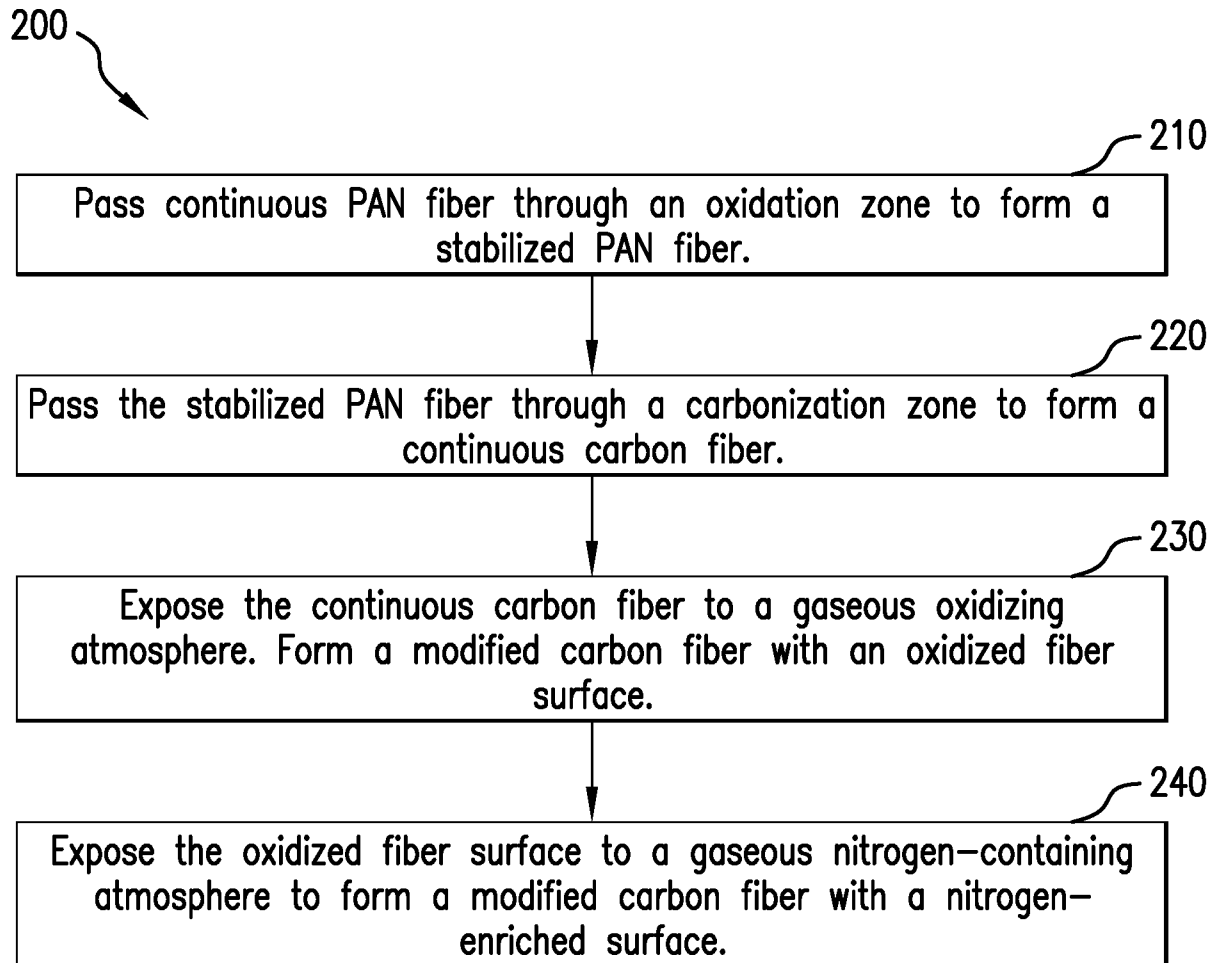 200
210
Pass continuous PAN fiber through an oxidation zone to form a
stabilized PAN fiber.
220
Pass the stabilized PAN fiber through a carbonization zone to form a
continuous carbon fiber.
230
Expose the continuous carbon fiber to a gaseous oxidizing
atmosphere. Form a modified carbon fiber with an oxidized fiber
surface.
240
Expose the oxidized fiber surface to a gaseous nitrogen-containing
atmosphere to form a modified carbon fiber with a nitrogen-
enriched surface.